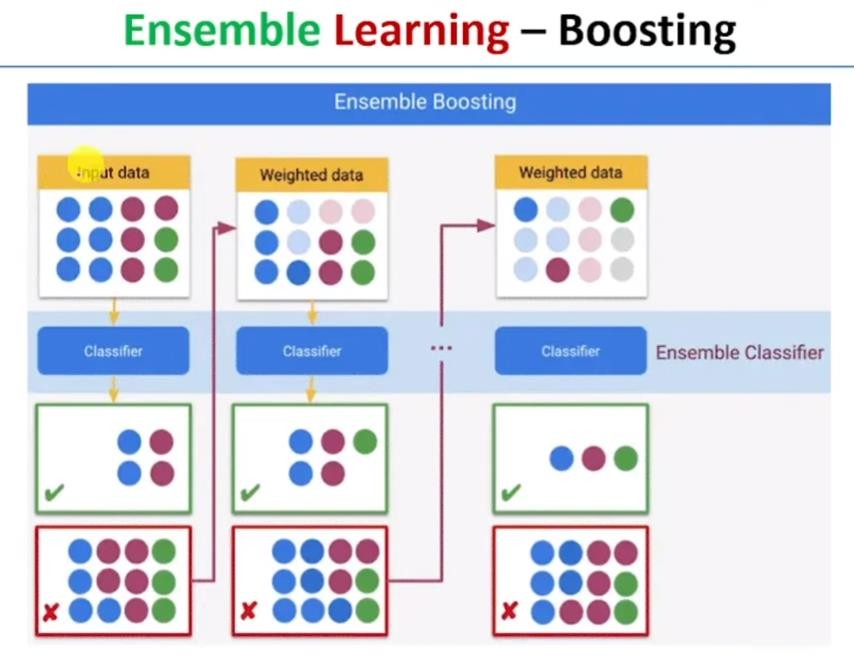 Ensemble Learning – Boosting
Ensemble Boosting
Input data
Weighted data
Weighted data
Classifier
Classifier
...
Classifier
Ensemble Classifier